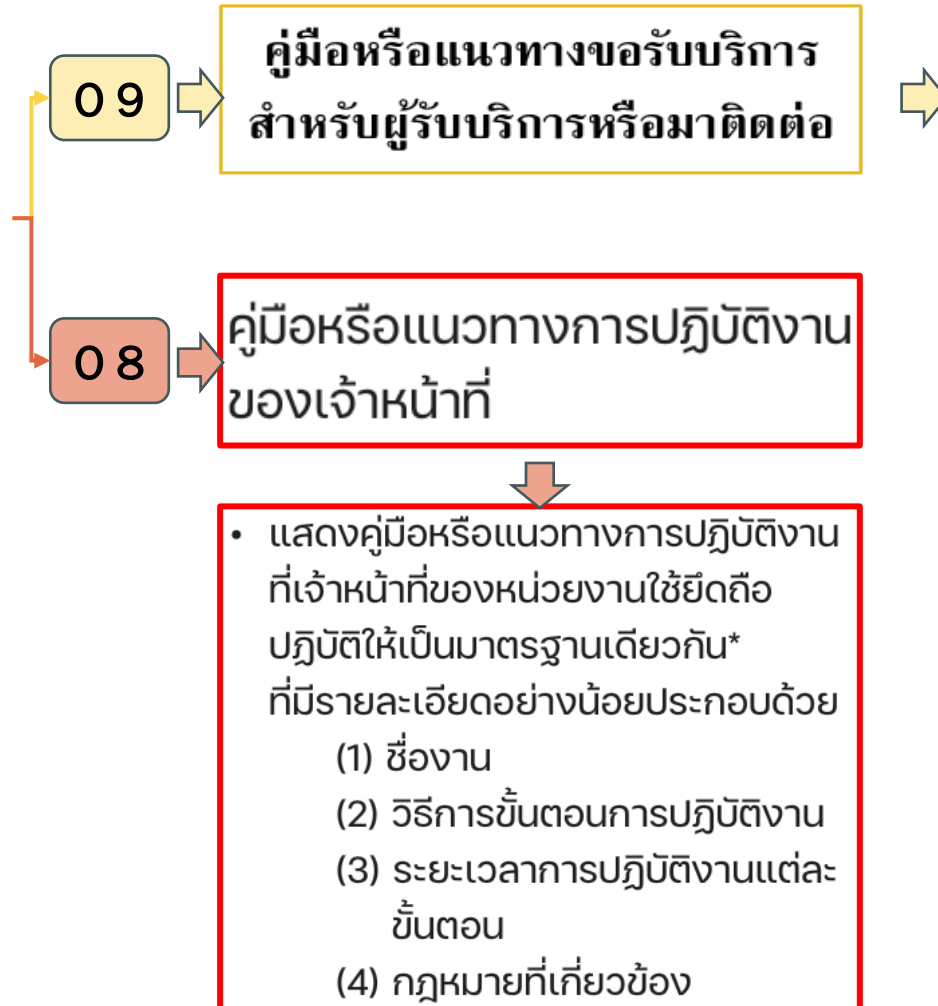 09
คู่มือหรือแนวทางขอรับบริการ
สำหรับผู้รับบริการหรือมาติดต่อ
08
คู่มือหรือแนวทางการปฏิบัติงาน
ของเจ้าหน้าที่
• แสดงคู่มือหรือแนวทางการปฏิบัติงาน
ที่เจ้าหน้าที่ของหน่วยงานใช้ยึดถือ
ปฏิบัติให้เป็นมาตรฐานเดียวกัน*
ที่มีรายละเอียดอย่างน้อยประกอบด้วย
(1) ชื่องาน
(2) วิธีการขั้นตอนการปฏิบัติงาน
(3) ระยะเวลาการปฏิบัติงานแต่ละ
ขั้นตอน
(4) กฎหมายที่เกี่ยวข้อง